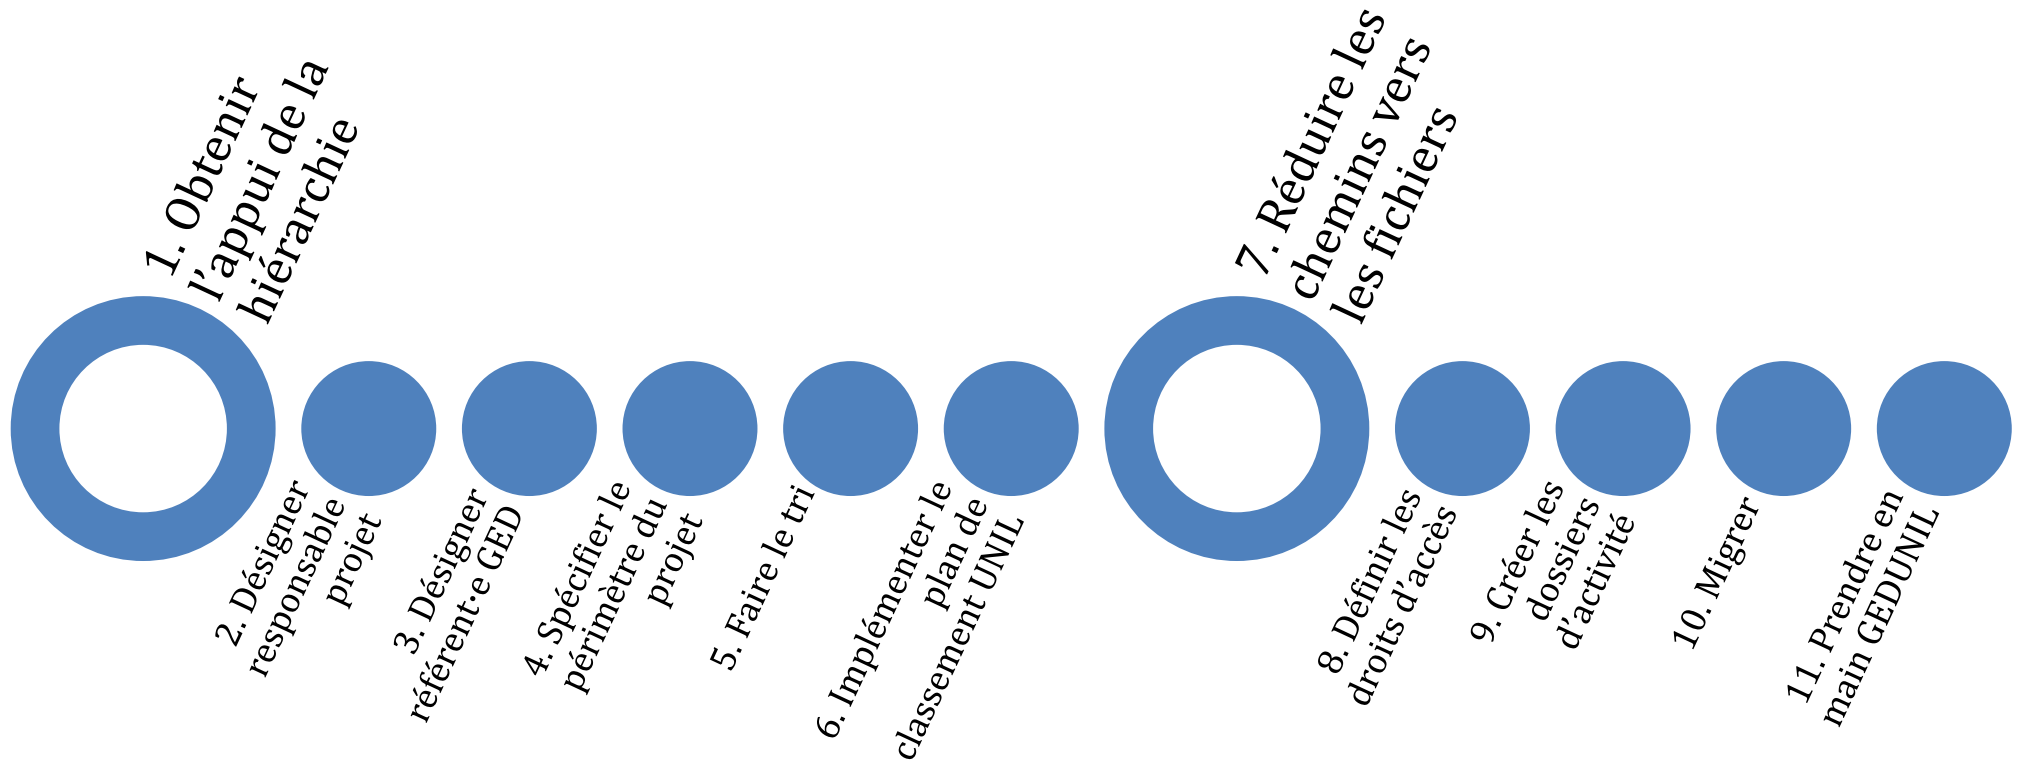 1. Obtenir
l’appui de la
hiérarchie
2. Désigner
responsable
projet
3. Désigner
référent·e GED
4. Spécifier le
périmètre du
projet
5. Faire le tri
6. Implémenter le
plan de
classement UNIL
7. Réduire les
chemins vers
les fichiers
8. Définir les
droits d’accès
9. Créer les
dossiers
d’activité
10. Migrer
11. Prendre en
main GEDUNIL